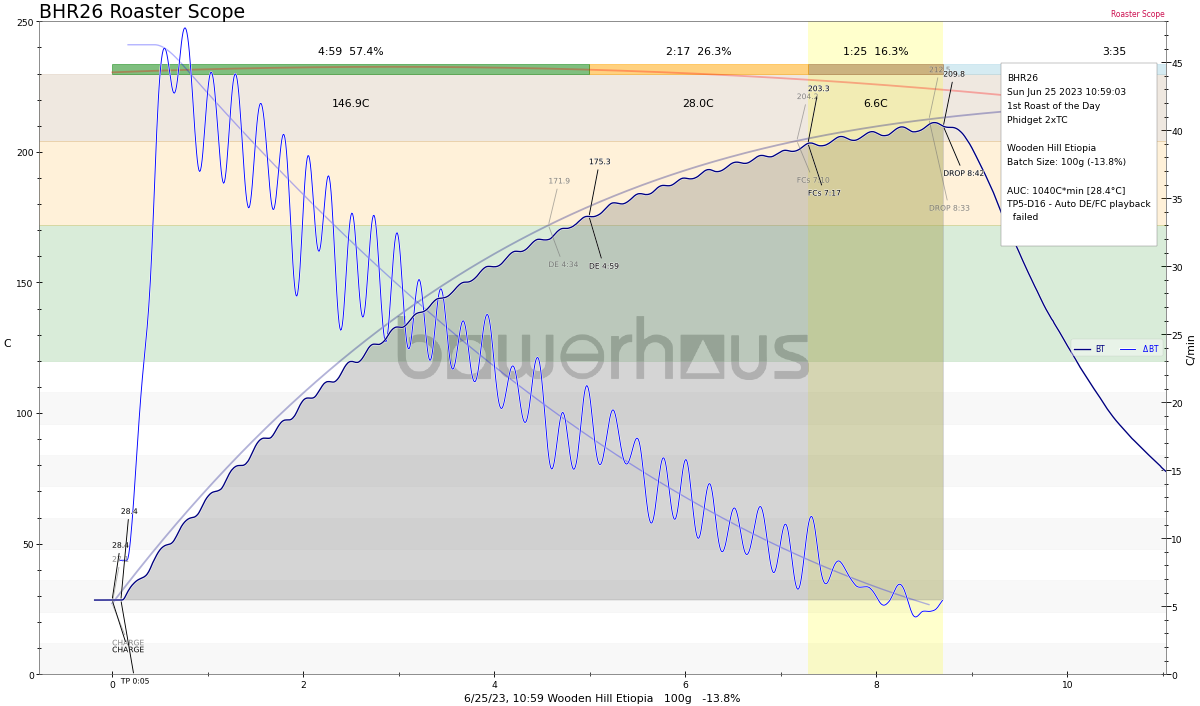 BHR26 Roaster Scope
Roaster Scope
4:59 57.4%
2:17 26.3%
1:25 16.3%
3:35
146.9C
28.0C
6.6C
BHR26
Sun Jun 25 2023 10:59:03
1st Roast of the Day
Phidget 2xTC
Wooden Hill Etiopia
Batch Size: 100g (-13.8%)
AUC: 1040C*min [28.4°C]
TP5-D16 - Auto DE/FC playback
failed
209.8
203.3
DROP 8:42
FCs 7:10
FCs 7:17
DROP 8:33
175.3
171.9
DE 4:34
DE 4:59
bowerhaus
BT
ΔBT
28.4
28.4
CHARGE
CHARGE
TP 0:05
C
C/min
250
200
150
100
50
0
45
40
35
30
25
20
15
10
5
0
0
2
4
6
8
10
6/25/23, 10:59 Wooden Hill Etiopia 100g -13.8%